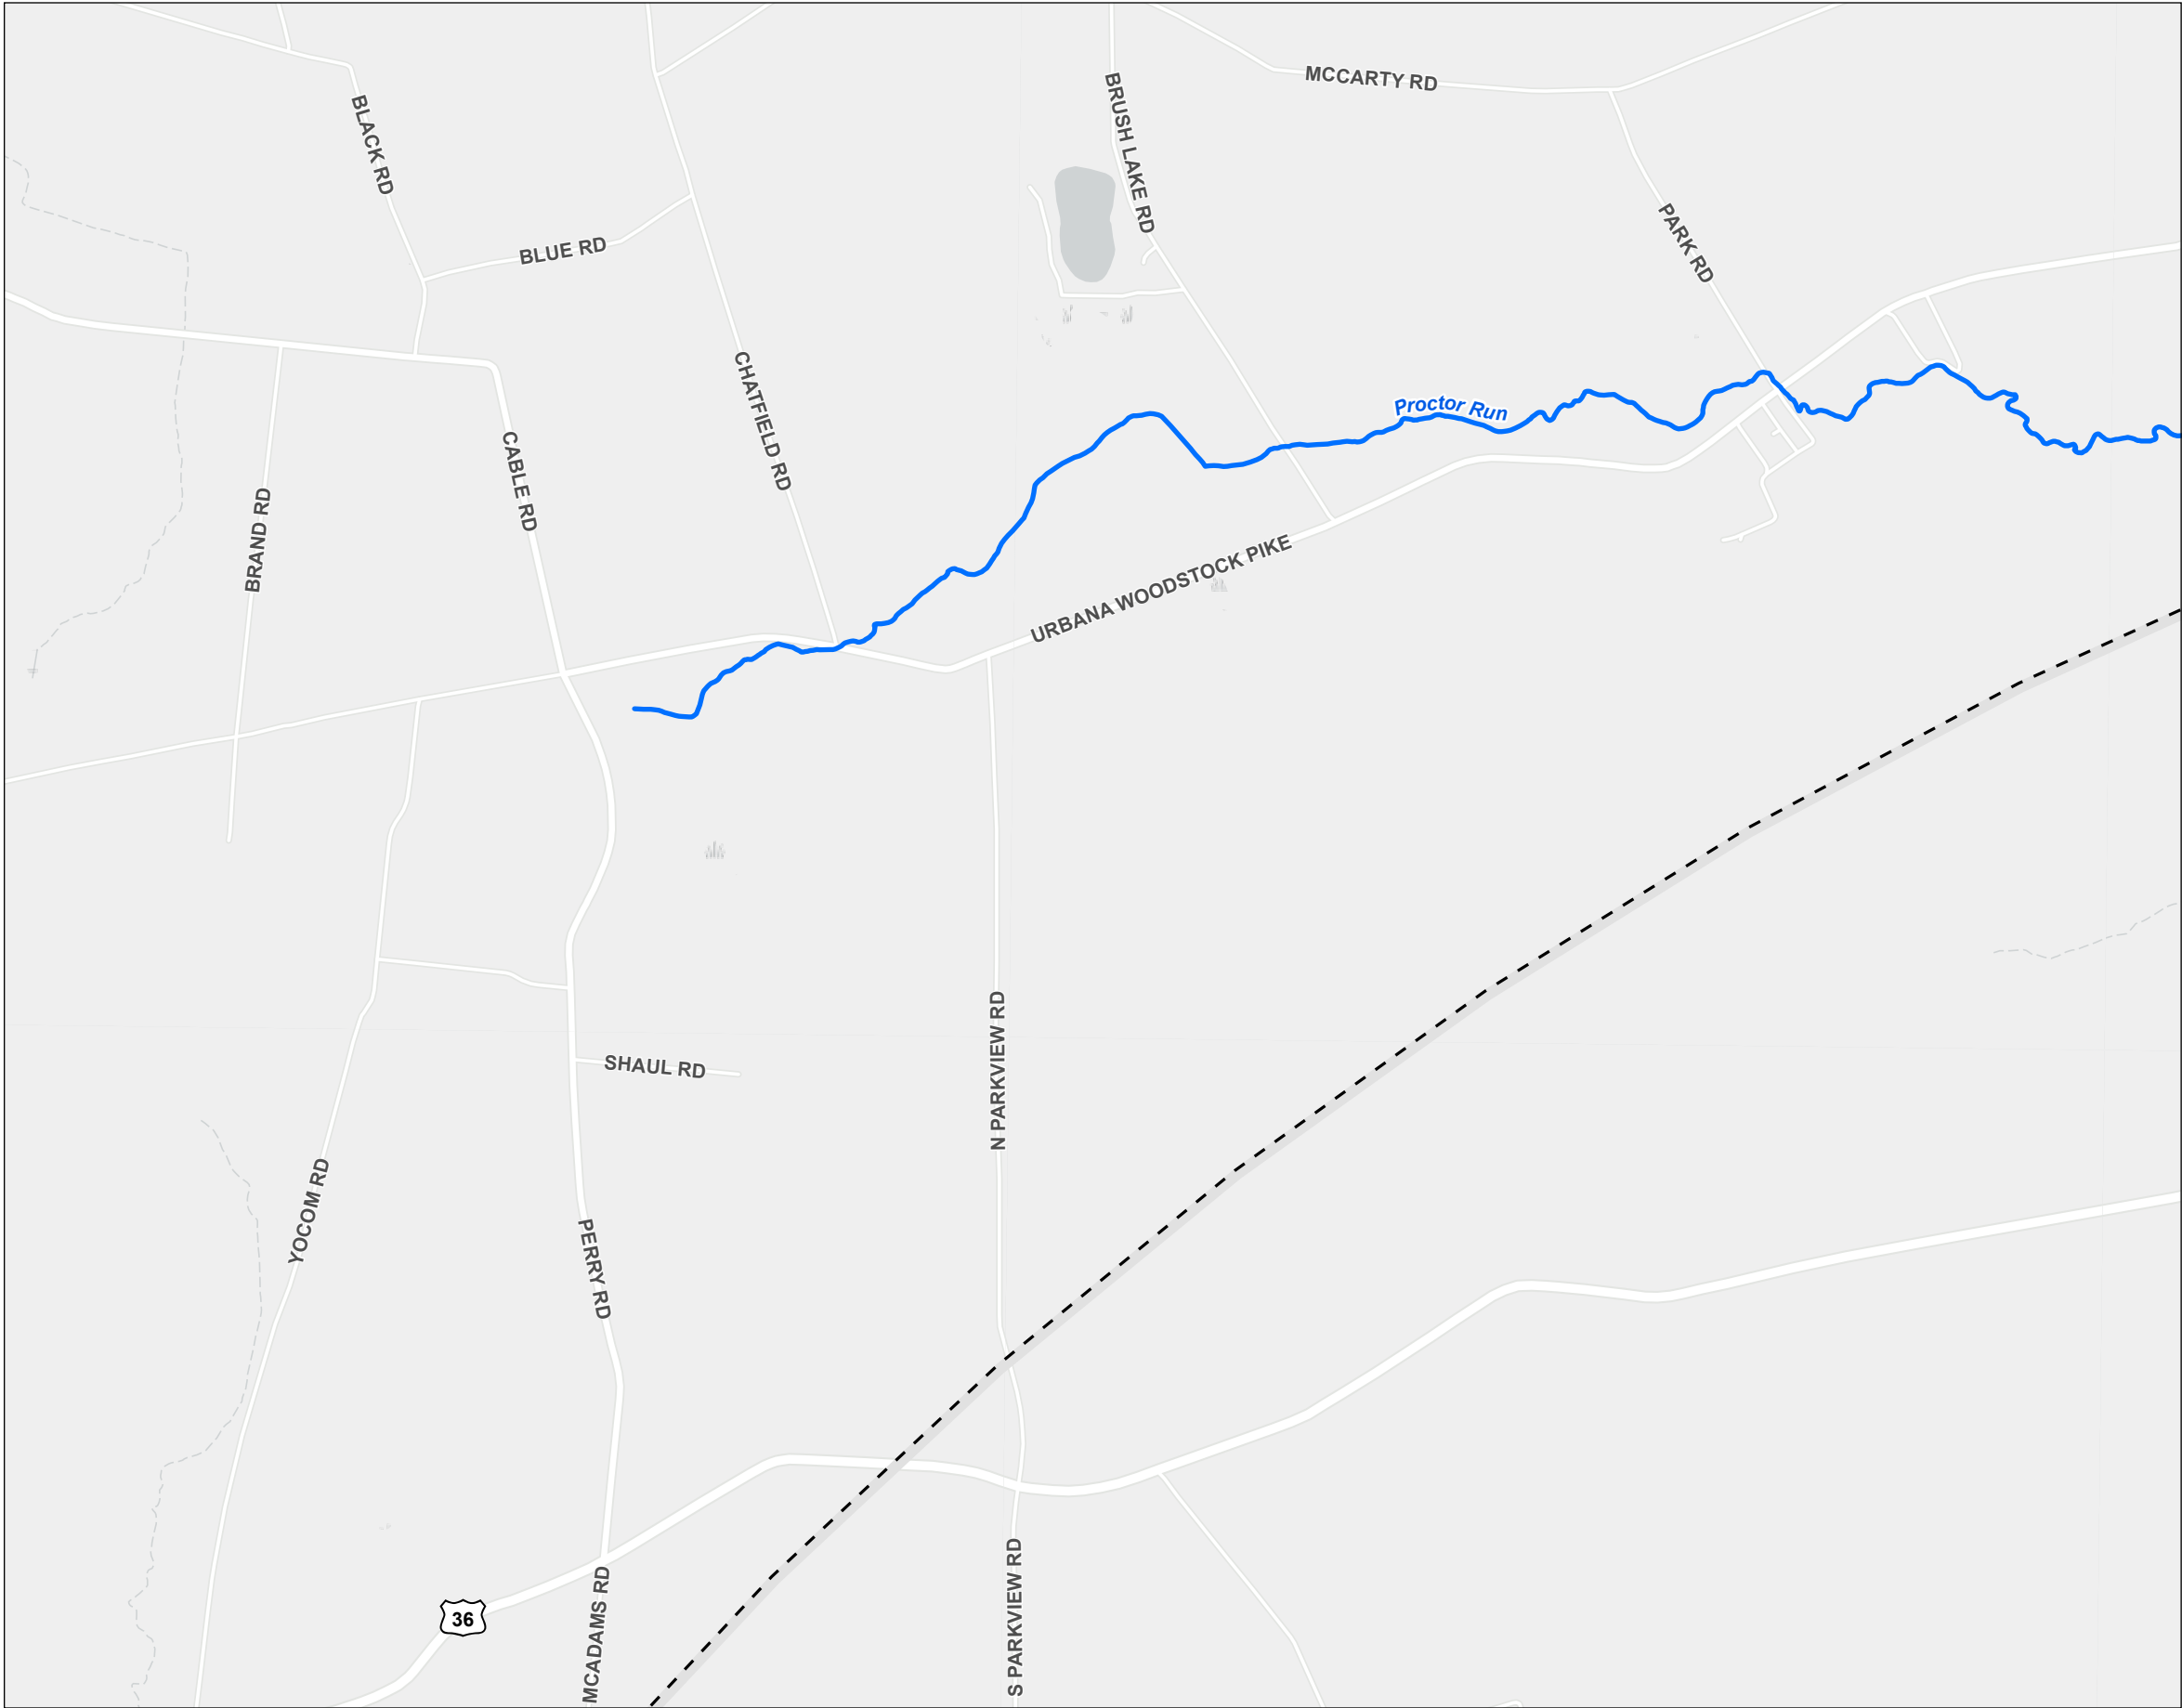 MCCARTY RD
BLACK RD
BRUSH LAKE RD
BLUE RD
PARK RD
CHATFIELD RD
Proctor Run
CABLE RD
BRAND RD
URBANA WOODSTOCK PIKE
N PARKVIEW RD
SHAUL RD
YOCOM RD
PERRY RD
36
MCADAMS RD
S PARKVIEW RD